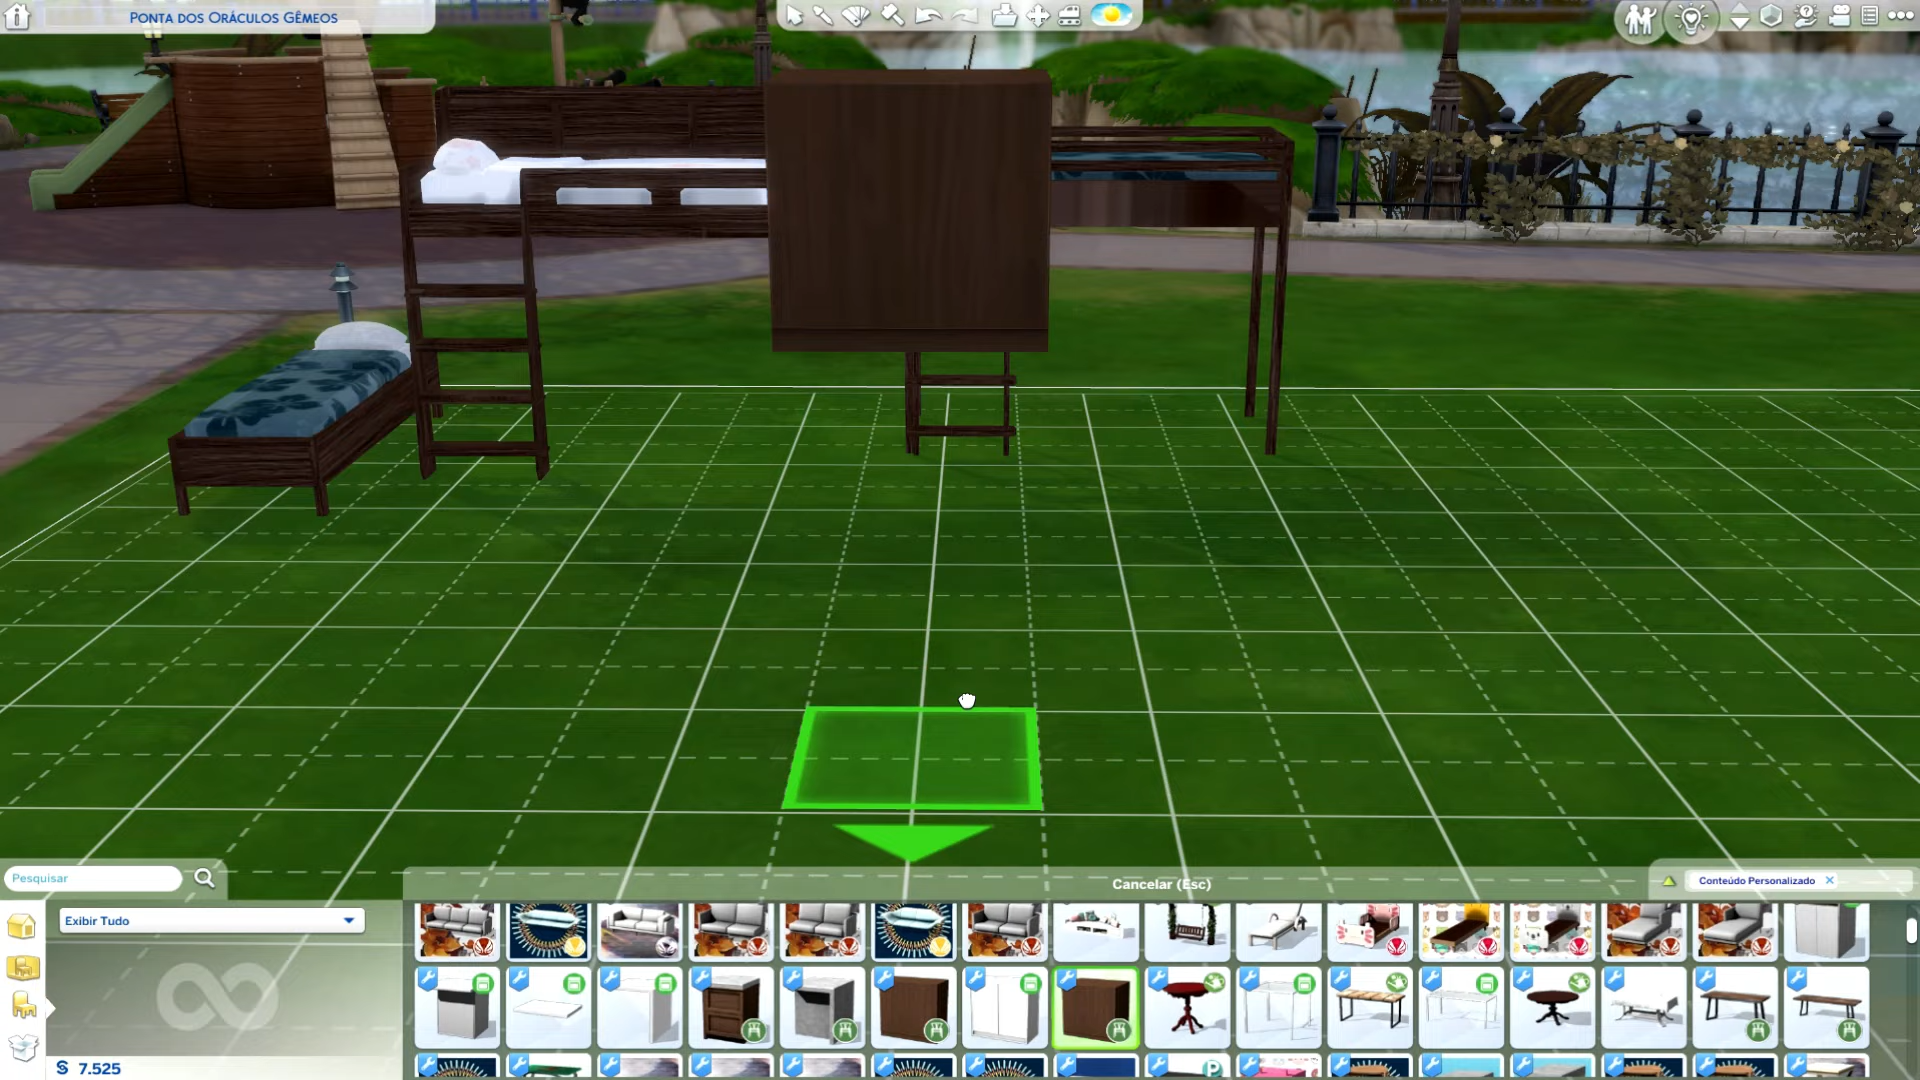 Ponta dos Oráculos Gêmeos
Pesquisar
Cancelar (Esc)
Conteúdo Personalizado
Exibir Tudo
7.525
P